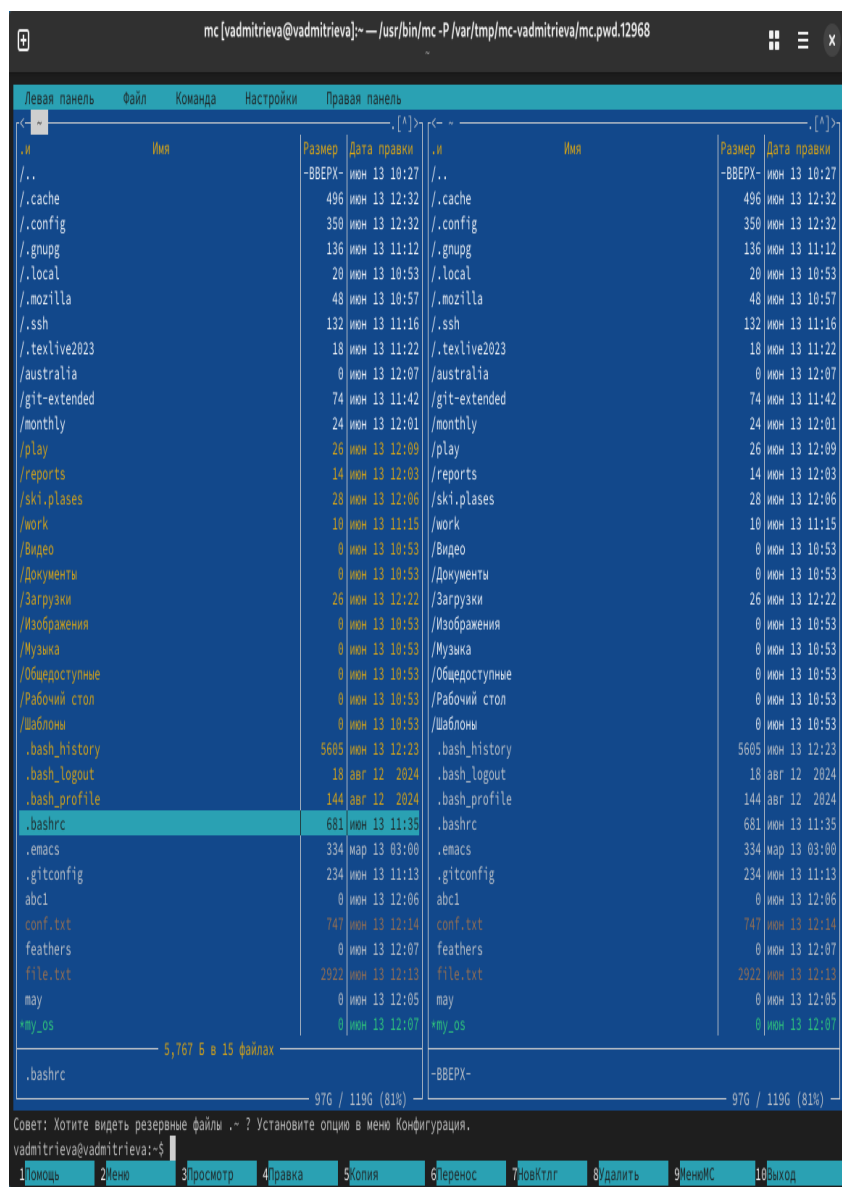 mc [vadmitrieva@vadmitrieva]:~ — /usr/bin/mc -P /var/tmp/mc-vadmitrieva/mc.pwd.12968
~
Левая панель Файл Команда Настройки Правая панель
<- ~ .[^]> <- ~ .[^]>
.и Имя Размер Дата правки .и Имя Размер Дата правки
/.. -ВВЕРХ- июн 13 10:27 /.. -ВВЕРХ- июн 13 10:27
/.cache 496 июн 13 12:32 /.cache 496 июн 13 12:32
/.config 350 июн 13 12:32 /.config 350 июн 13 12:32
/.gnupg 136 июн 13 11:12 /.gnupg 136 июн 13 11:12
/.local 20 июн 13 10:53 /.local 20 июн 13 10:53
/.mozilla 48 июн 13 10:57 /.mozilla 48 июн 13 10:57
/.ssh 132 июн 13 11:16 /.ssh 132 июн 13 11:16
/.texlive2023 18 июн 13 11:22 /.texlive2023 18 июн 13 11:22
/australia 0 июн 13 12:07 /australia 0 июн 13 12:07
/git-extended 74 июн 13 11:42 /git-extended 74 июн 13 11:42
/monthly 24 июн 13 12:01 /monthly 24 июн 13 12:01
/play 26 июн 13 12:09 /play 26 июн 13 12:09
/reports 14 июн 13 12:03 /reports 14 июн 13 12:03
/ski.plases 28 июн 13 12:06 /ski.plases 28 июн 13 12:06
/work 10 июн 13 11:15 /work 10 июн 13 11:15
/Видео 0 июн 13 10:53 /Видео 0 июн 13 10:53
/Документы 0 июн 13 10:53 /Документы 0 июн 13 10:53
/Загрузки 26 июн 13 12:22 /Загрузки 26 июн 13 12:22
/Изображения 0 июн 13 10:53 /Изображения 0 июн 13 10:53
/Музыка 0 июн 13 10:53 /Музыка 0 июн 13 10:53
/Общедоступные 0 июн 13 10:53 /Общедоступные 0 июн 13 10:53
/Рабочий стол 0 июн 13 10:53 /Рабочий стол 0 июн 13 10:53
/Шаблоны 0 июн 13 10:53 /Шаблоны 0 июн 13 10:53
.bash_history 5605 июн 13 12:23 .bash_history 5605 июн 13 12:23
.bash_logout 18 авг 12 2024 .bash_logout 18 авг 12 2024
.bash_profile 144 авг 12 2024 .bash_profile 144 авг 12 2024
.bashrc 681 июн 13 11:35 .bashrc 681 июн 13 11:35
.emacs 334 мар 13 03:00 .emacs 334 мар 13 03:00
.gitconfig 234 июн 13 11:13 .gitconfig 234 июн 13 11:13
abc1 0 июн 13 12:06 abc1 0 июн 13 12:06
conf.txt 747 июн 13 12:14 conf.txt 747 июн 13 12:14
feathers 0 июн 13 12:07 feathers 0 июн 13 12:07
file.txt 2922 июн 13 12:13 file.txt 2922 июн 13 12:13
may 0 июн 13 12:05 may 0 июн 13 12:05
*my_os 0 июн 13 12:07 *my_os 0 июн 13 12:07
5,767 Б в 15 файлах
.bashrc -ВВЕРХ-
97G / 119G (81%) 97G / 119G (81%)
Совет: Хотите видеть резервные файлы .~ ? Установите опцию в меню Конфигурация.
vadmitrieva@vadmitrieva:~$
1Помощь 2Меню 3Просмотр 4Правка 5Копия 6Перенос 7НовКтлг 8Удалить 9МенюМС 10Выход